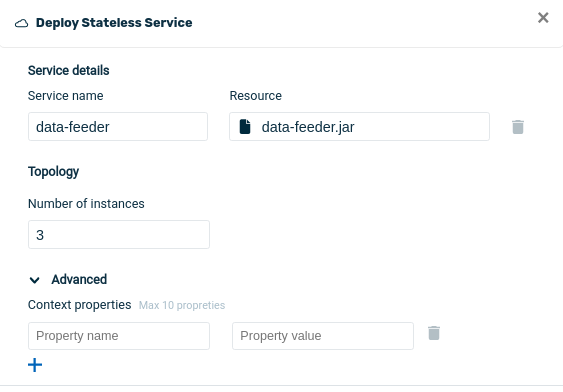 Deploy Stateless Service
Service details
Service name
Resource
data-feeder
data-feeder.jar
Topology
Number of instances
3
Advanced
Context properties Max 10 propreties
Property name
Property value